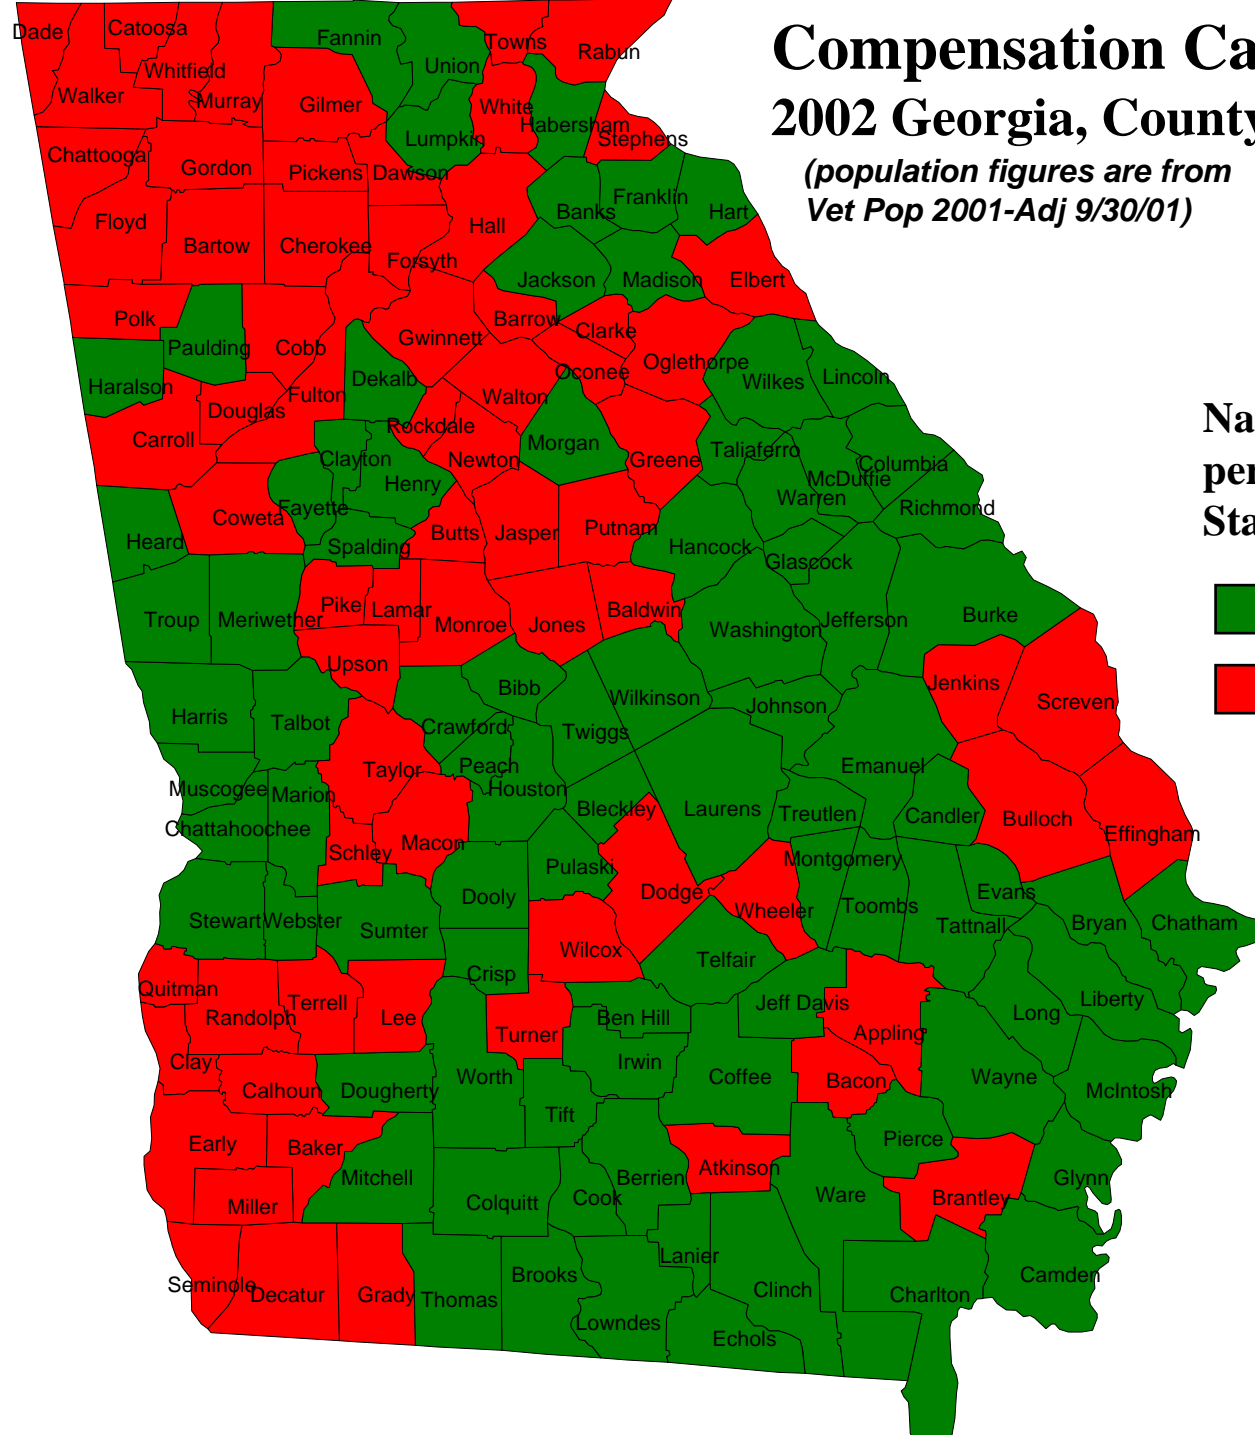 Compensation Ca
2002 Georgia, County
(population figures are from
Vet Pop 2001-Adj 9/30/01)
Na
per
Sta
Dade
Catoosa
Fannin
Towns
Rabun
Union
Whitfield
Walker
Murray
Gilmer
White
Habersham
Lumpkin
Stephens
Chattooga
Gordon
Pickens
Dawson
Franklin
Banks
Hart
Floyd
Hall
Bartow
Cherokee
Forsyth
Jackson
Madison
Elbert
Polk
Barrow
Clarke
Paulding
Cobb
Gwinnett
Oglethorpe
Oconee
Haralson
Dekalb
Wilkes
Lincoln
Fulton
Walton
Douglas
Rockdale
Carroll
Morgan
Clayton
Newton
Greene
Taliaferro
Columbia
McDuffie
Henry
Warren
Fayette
Coweta
Richmond
Heard
Spalding
Butts
Jasper
Putnam
Hancock
Glascock
Troup
Meriwether
Pike
Lamar
Monroe
Jones
Baldwin
Washington
Jefferson
Burke
Upson
Jenkins
Screven
Bibb
Wilkinson
Johnson
Harris
Talbot
Crawford
Twiggs
Taylor
Peach
Emanuel
Muscogee
Marion
Houston
Bleckley
Laurens
Treutlen
Candler
Bulloch
Chattahoochee
Effingham
Schley
Macon
Pulaski
Montgomery
Dooly
Dodge
Evans
Wheeler
Toombs
Stewart
Webster
Sumter
Tattnall
Bryan
Chatham
Wilcox
Telfair
Crisp
Quitman
Terrell
Jeff Davis
Liberty
Randolph
Lee
Ben Hill
Long
Turner
Appling
Clay
Irwin
Calhoun
Dougherty
Worth
Coffee
Bacon
Wayne
McIntosh
Tift
Early
Baker
Pierce
Mitchell
Berrien
Atkinson
Glynn
Miller
Colquitt
Cook
Ware
Brantley
Lanier
Seminole
Decatur
Grady
Thomas
Brooks
Clinch
Charlton
Camden
Lowndes
Echols